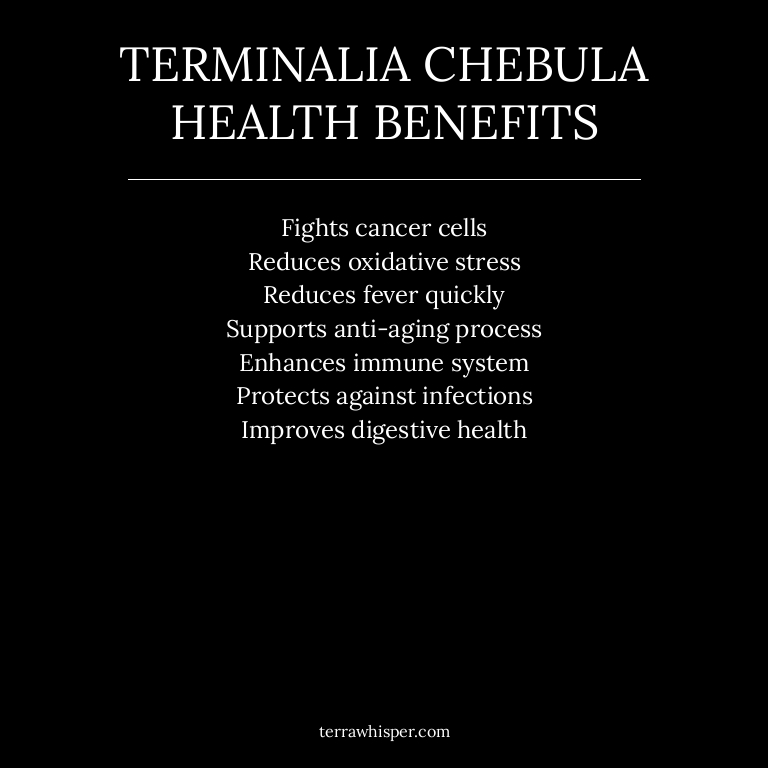 TERMINALIA CHEBULA
HEALTH BENEFITS
Fights cancer cells
Reduces oxidative stress
Reduces fever quickly
Supports anti-aging process
Enhances immune system
Protects against infections
Improves digestive health
terrawhisper.com